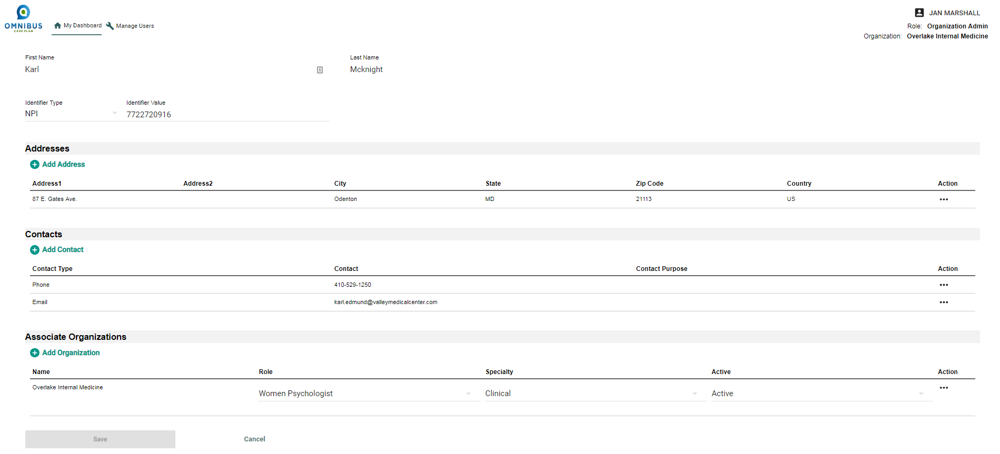 OMNIBUS
CARE PLAN
My Dashboard Manage Users
JAN MARSHALL
Role: Organization Admin
Organization: Overlake Internal Medicine
First Name Last Name
Karl Mcknight
Identifier Type Identifier Value
NPI 7722720916
Addresses
Add Address
Address1 Address2 City State Zip Code Country Action
87 E. Gates Ave. Odenton MD 21113 US
Contacts
Add Contact
Contact Type Contact Contact Purpose Action
Phone 410-529-1250
Email karl.edmund@valleymedicalcenter.com
Associate Organizations
Add Organization
Name Role Specialty Active Action
Overlake Internal Medicine Women Psychologist Clinical Active
Save Cancel